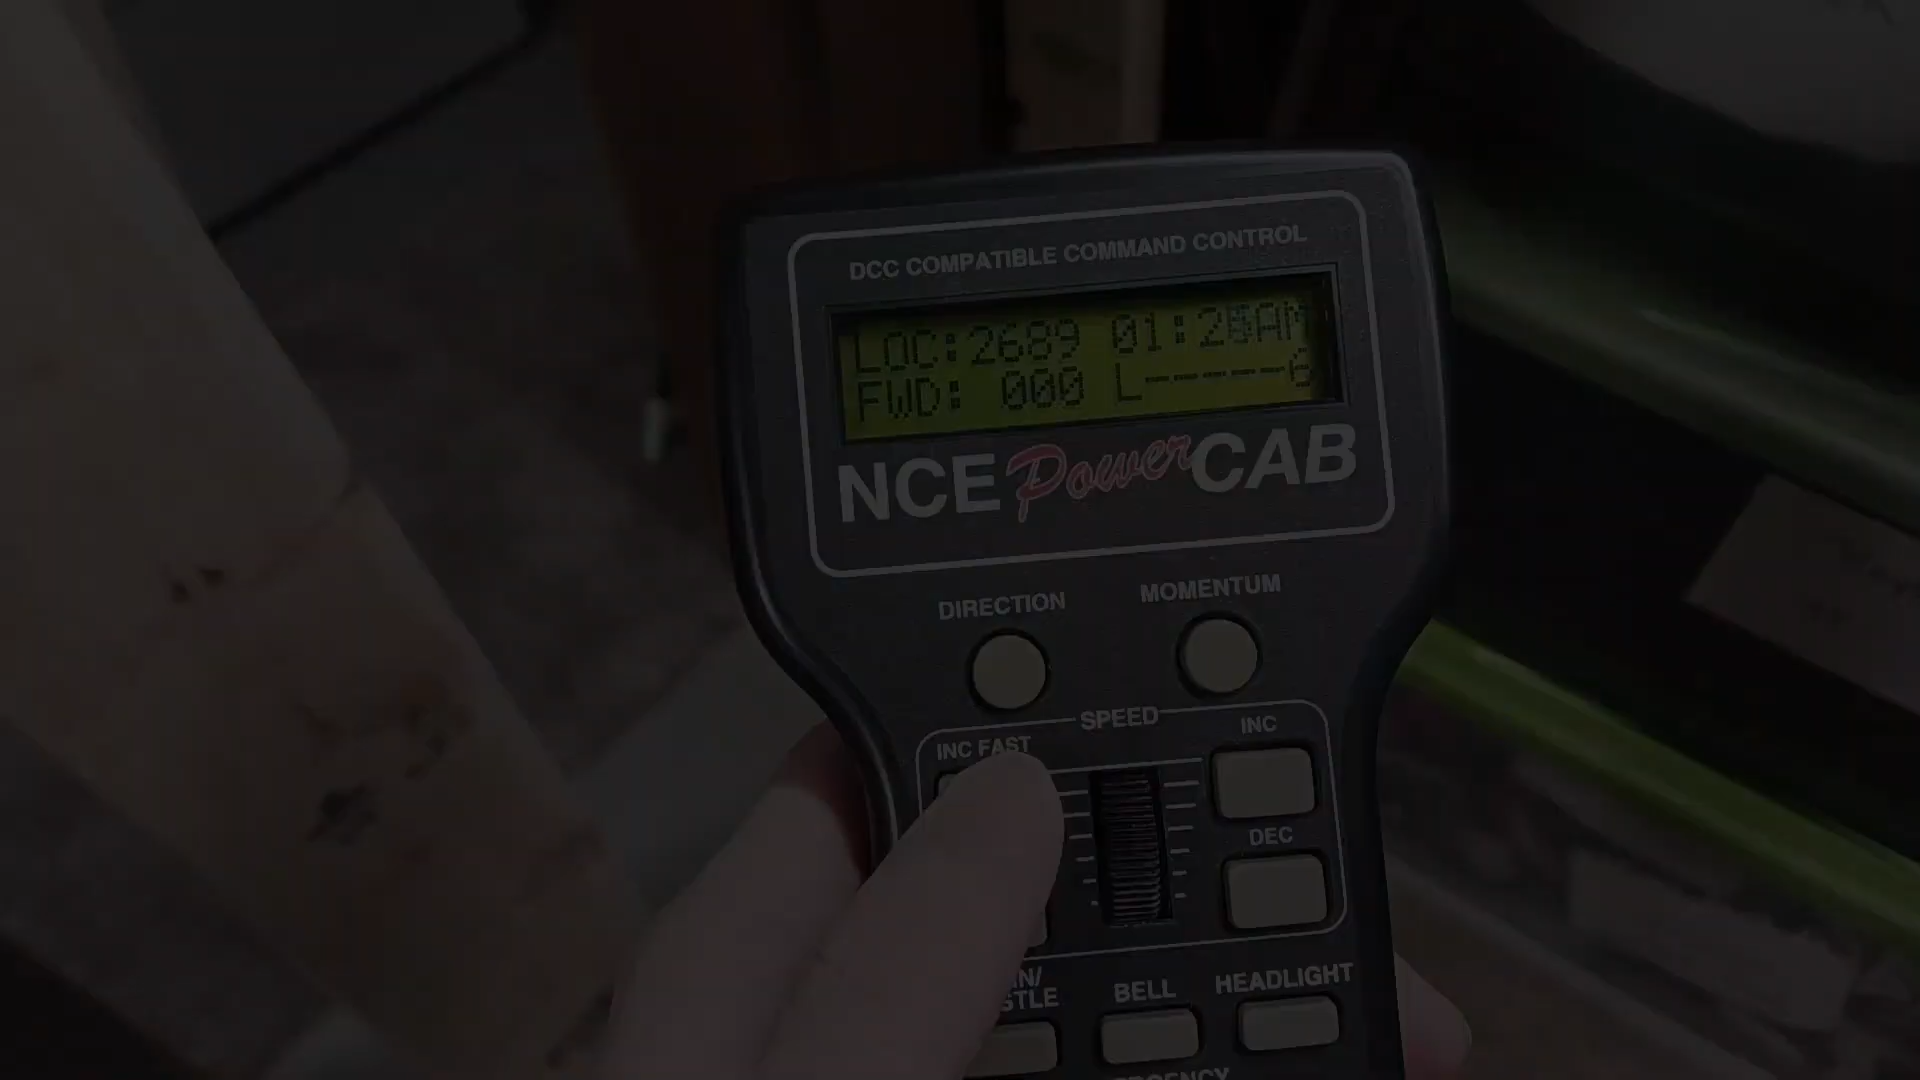 DCC COMPATIBLE COMMAND CONTROL
LOC:2689 01:28AM
FWD: 000 L-----6
NCE Power CAB
DIRECTION
MOMENTUM
SPEED
INC FAST
INC
DEC
BELL
HEADLIGHT